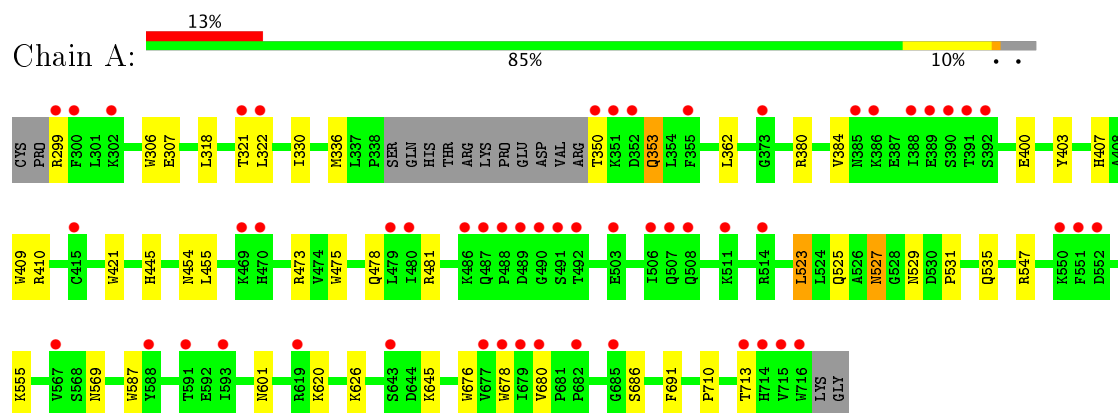 13%
Chain A:
85% 10% • •
CYS PRO R299 F300 L301 K302 W306 E307 L318 T321 L322 I330 W336 L337 P338 SER GLN HIS THR ARG LYS PRO GLU ASP VAL ARG T350 K351 D352 Q353 L354 F355 L362 G373 R380 V384 N385 K386 E387 I388 E389 S390 T391 S392 E400 Y403 H407 A408
W409 R410 C415 W421 H445 N454 L455 K469 H470 R473 V474 W475 Q478 L479 I480 R481 K486 Q487 P488 D489 G490 S491 T492 E503 I506 Q507 Q508 K511 R514 L523 L524 Q525 A526 N527 G528 N529 D530 P531 Q535 R547 K550 F551 D552
K555 V567 S568 N569 W587 Y588 T591 E592 I593 N601 R619 K620 K626 S643 D644 K645 W676 V677 W678 I679 V680 P681 P682 G685 S686 F691 P710 T713 H714 V715 W716 LYS GLY